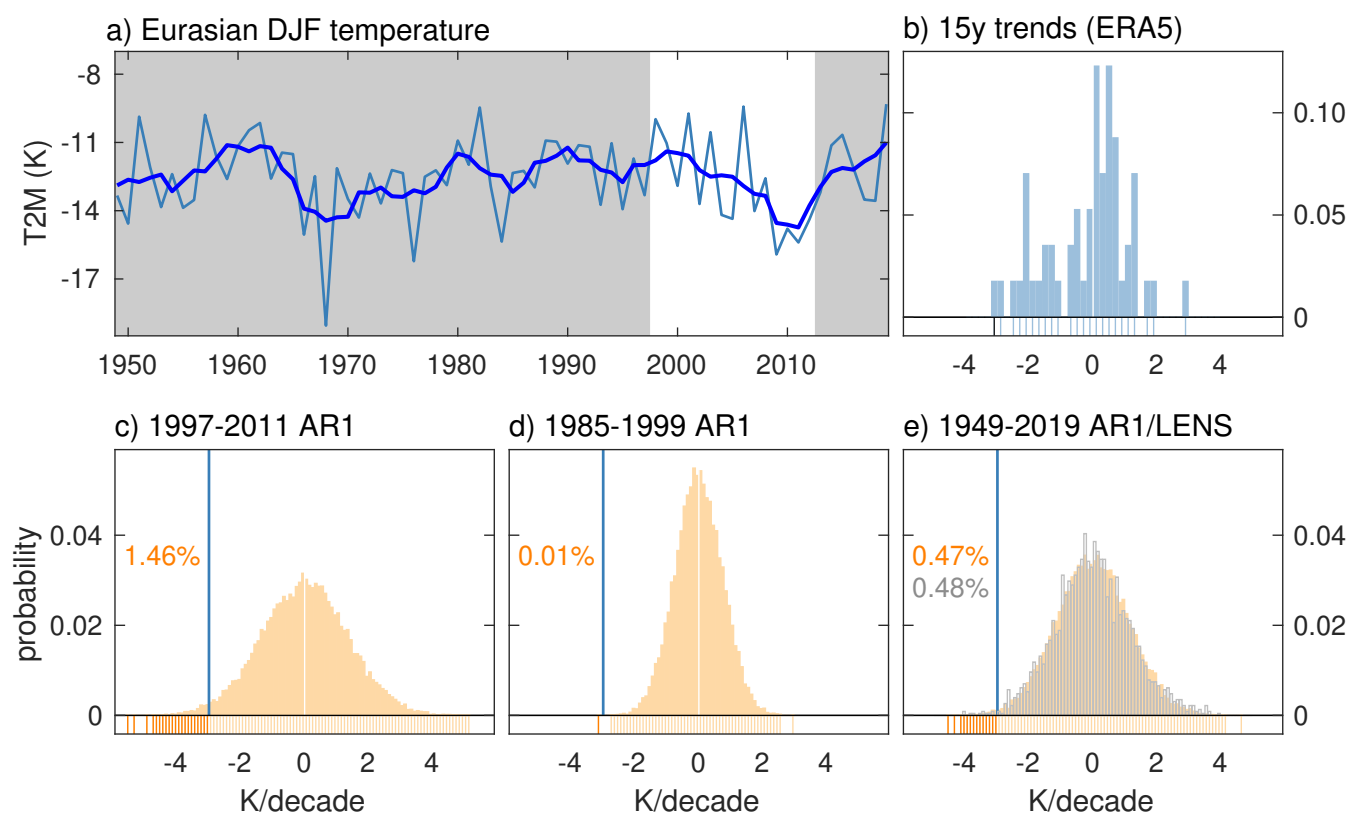 a) Eurasian DJF temperature
T2M (K)
-8
-11
-14
-17
1950 1960 1970 1980 1990 2000 2010
b) 15y trends (ERA5)
0.10
0.05
0
-4 -2 0 2 4
c) 1997-2011 AR1
probability
0.04
0.02
0
1.46%
-4 -2 0 2 4
K/decade
d) 1985-1999 AR1
0.01%
-4 -2 0 2 4
K/decade
e) 1949-2019 AR1/LENS
0.47%
0.48%
0.04
0.02
0
-4 -2 0 2 4
K/decade